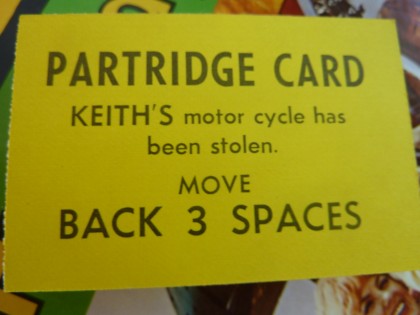 PARTRIDGE CARD
KEITH'S motor cycle has
been stolen.
MOVE
BACK 3 SPACES